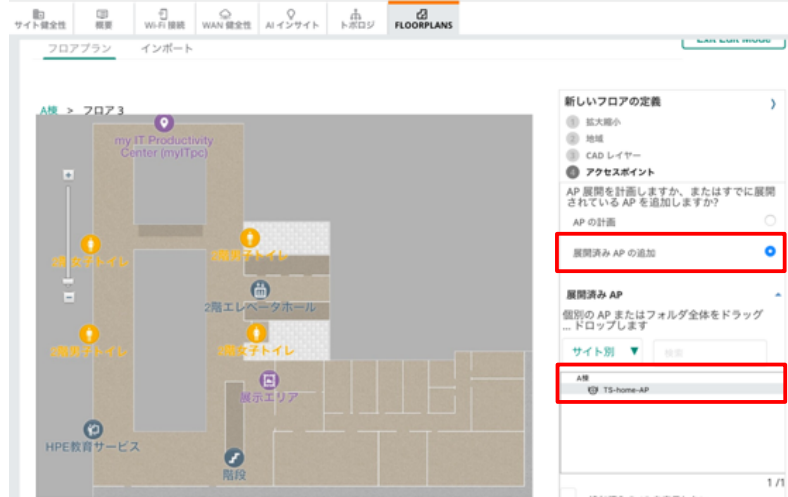 サイト健全性
概要
Wi-Fi 接続
WAN 健全性
AI インサイト
トポロジ
FLOORPLANS
フロアプラン
インポート
Exit Edit Mode
A棟 > フロア 3
my IT Productivity
Center (myITpc)
2階女子トイレ
2階男子トイレ
2階エレベータホール
2階男子トイレ
2階女子トイレ
展示エリア
HPE教育サービス
階段
新しいフロアの定義
1 拡大縮小
2 地域
3 CAD レイヤー
4 アクセスポイント
AP 展開を計画しますか、またはすでに展開
されている AP を追加しますか?
AP の計画
展開済み AP の追加
展開済み AP
個別の AP またはフォルダ全体をドラッグ
... ドロップします
サイト別 ▼
検索
A棟
TS-home-AP
1 /1